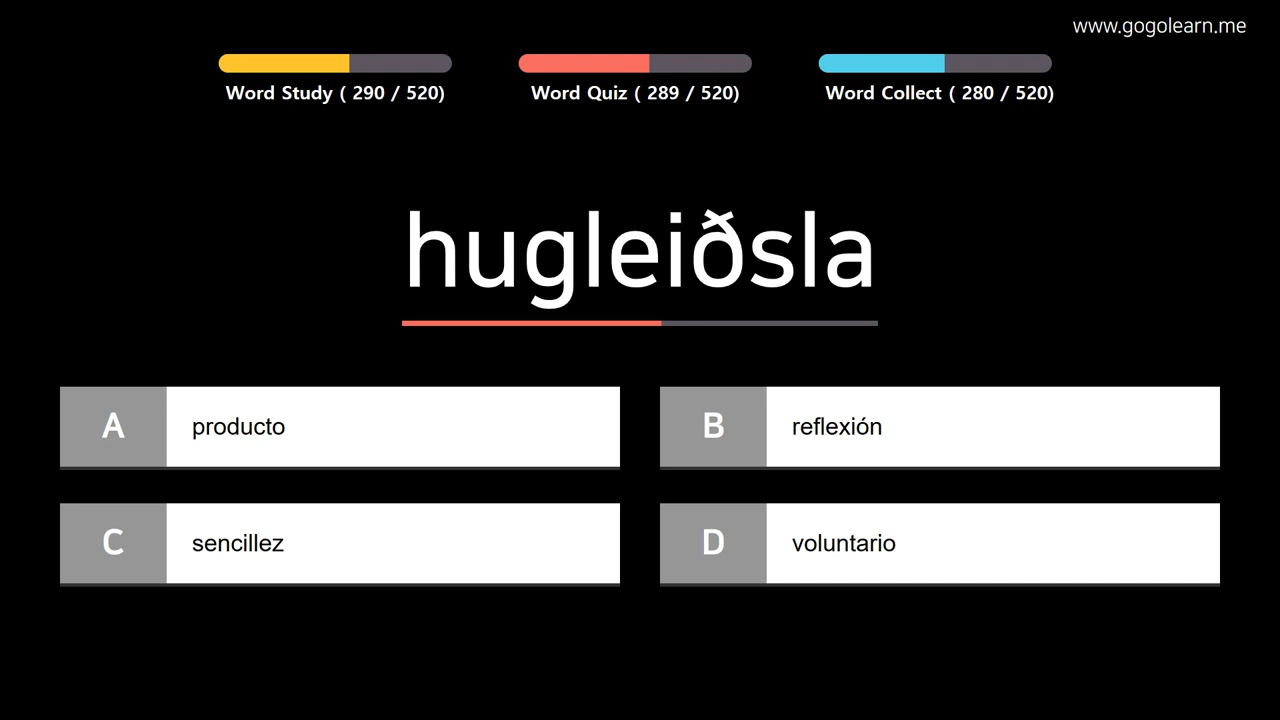 www.gogolearn.me
Word Study ( 290 / 520)
Word Quiz ( 289 / 520)
Word Collect ( 280 / 520)
hugleiðsla
A
producto
B
reflexión
C
sencillez
D
voluntario